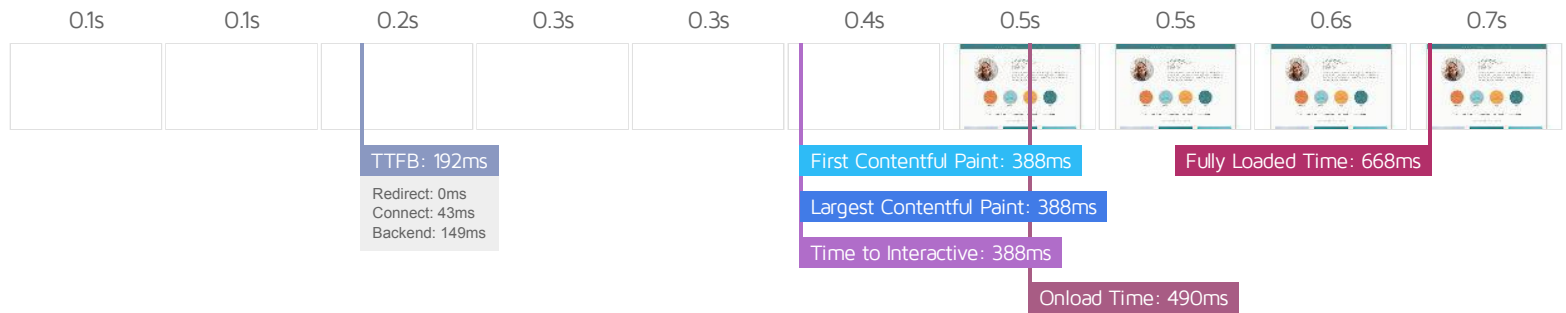 0.1s 0.1s 0.2s 0.3s 0.3s 0.4s 0.5s 0.5s 0.6s 0.7s
TTFB: 192ms
Redirect: 0ms
Connect: 43ms
Backend: 149ms
First Contentful Paint: 388ms
Largest Contentful Paint: 388ms
Time to Interactive: 388ms
Onload Time: 490ms
Fully Loaded Time: 668ms